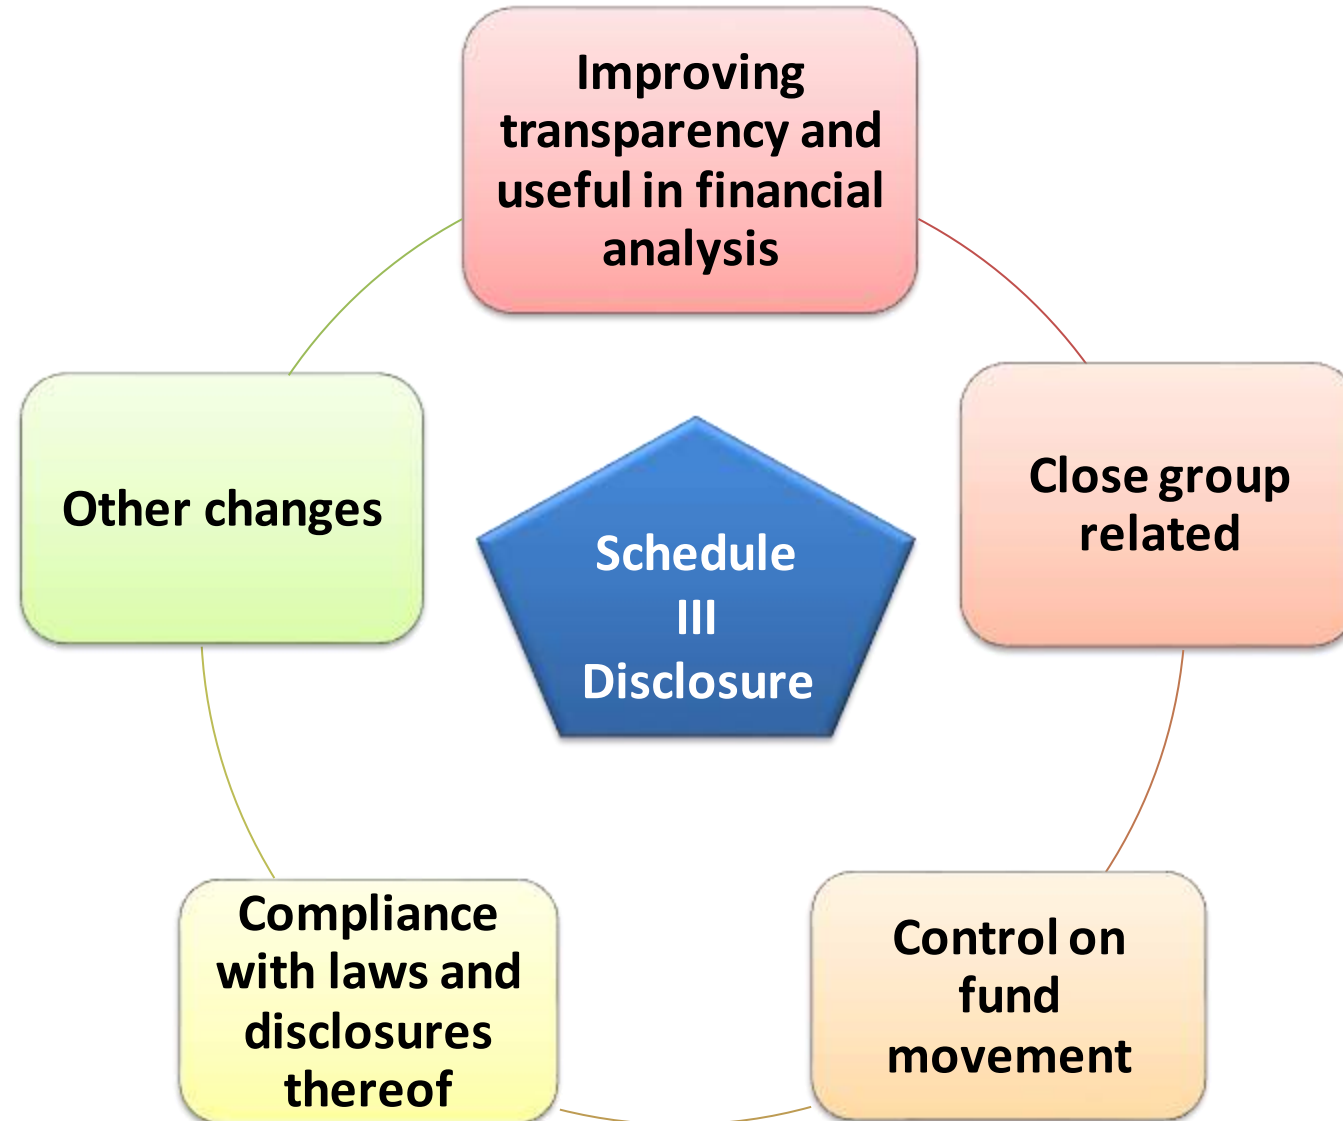 Improving
transparency and
useful in financial
analysis
Close group
related
Other changes
Schedule
III
Disclosure
Control on
fund
movement
Compliance
with laws and
disclosures
thereof